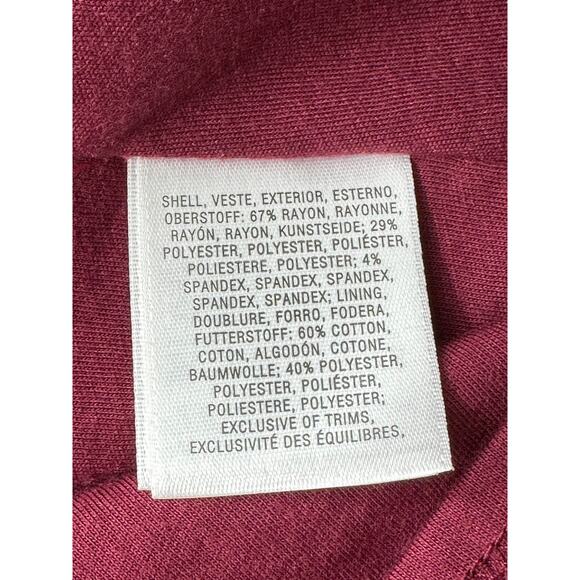 SHELL, VESTE, EXTERIOR, ESTERNO,
OBERSTOFF: 67% RAYON, RAYONNE,
RAYÓN, RAYON, KUNSTSEIDE; 29%
POLYESTER, POLYESTER, POLIÉSTER,
POLIESTERE, POLYESTER; 4%
SPANDEX, SPANDEX, SPANDEX,
SPANDEX, SPANDEX; LINING,
DOUBLURE, FORRO, FODERA,
FUTTERSTOFF: 60% COTTON,
COTON, ALGODÓN, COTONE,
BAUMWOLLE; 40% POLYESTER,
POLYESTER, POLIÉSTER,
POLIESTERE, POLYESTER;
EXCLUSIVE OF TRIMS,
EXCLUSIVITÉ DES ÉQUILIBRES,